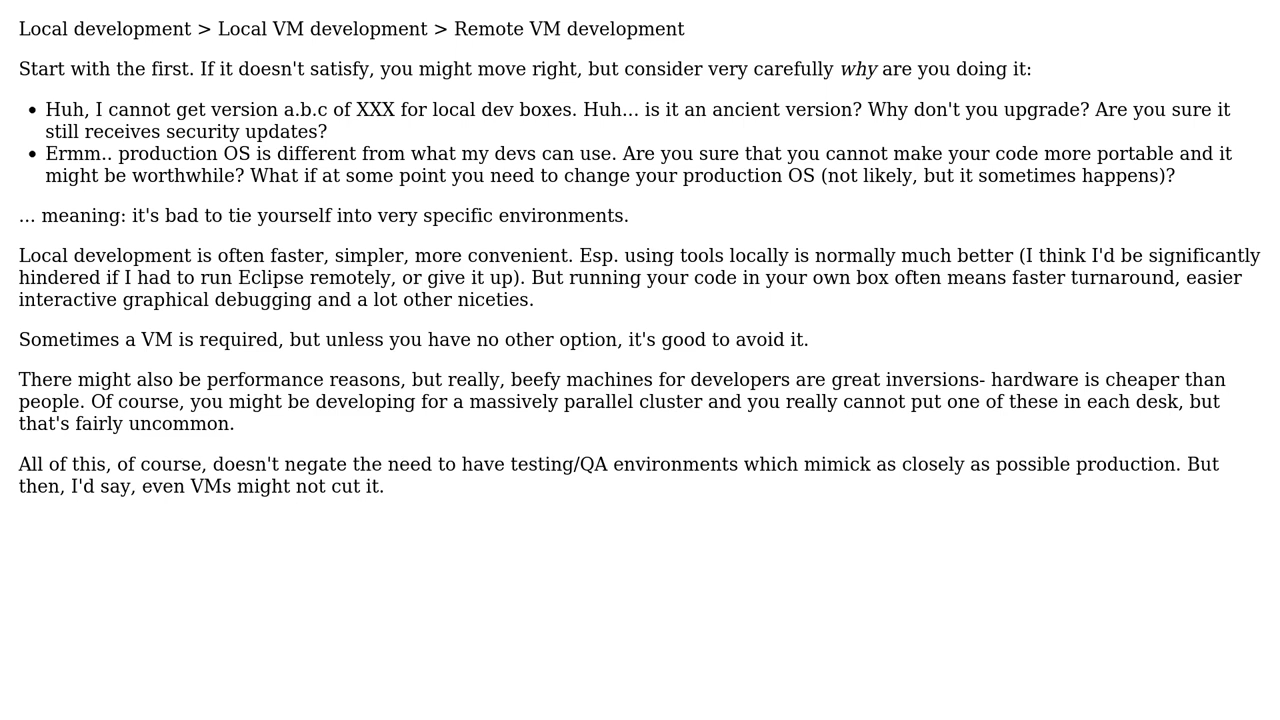 Local development > Local VM development > Remote VM development
Start with the first. If it doesn't satisfy, you might move right, but consider very carefully why are you doing it:
• Huh, I cannot get version a.b.c of XXX for local dev boxes. Huh... is it an ancient version? Why don't you upgrade? Are you sure it
still receives security updates?
• Ermm.. production OS is different from what my devs can use. Are you sure that you cannot make your code more portable and it
might be worthwhile? What if at some point you need to change your production OS (not likely, but it sometimes happens)?
... meaning: it's bad to tie yourself into very specific environments.
Local development is often faster, simpler, more convenient. Esp. using tools locally is normally much better (I think I'd be significantly
hindered if I had to run Eclipse remotely, or give it up). But running your code in your own box often means faster turnaround, easier
interactive graphical debugging and a lot other niceties.
Sometimes a VM is required, but unless you have no other option, it's good to avoid it.
There might also be performance reasons, but really, beefy machines for developers are great inversions- hardware is cheaper than
people. Of course, you might be developing for a massively parallel cluster and you really cannot put one of these in each desk, but
that's fairly uncommon.
All of this, of course, doesn't negate the need to have testing/QA environments which mimick as closely as possible production. But
then, I'd say, even VMs might not cut it.